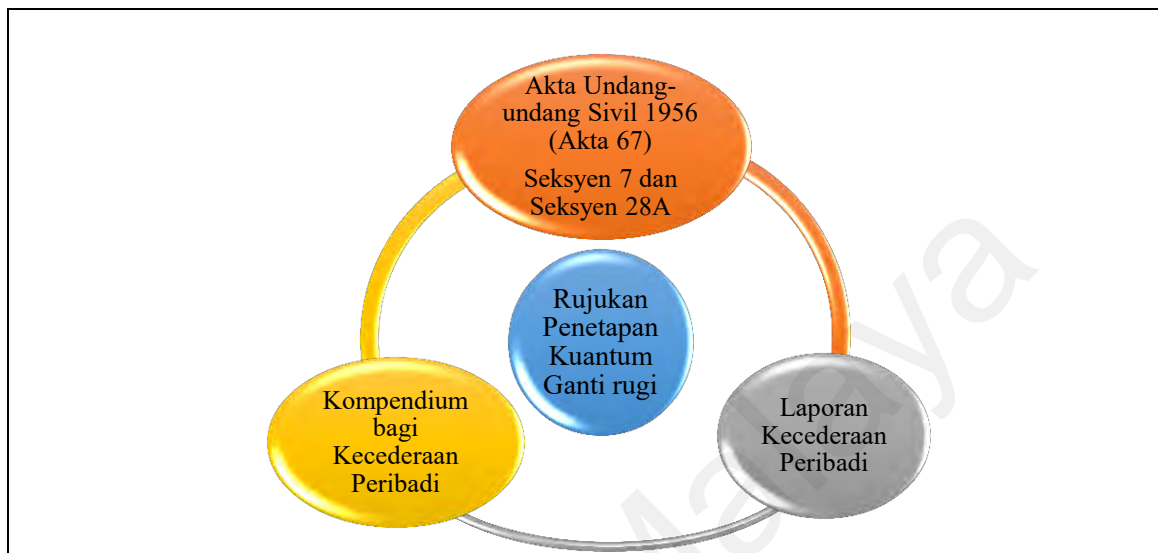 Akta Undang-
undang Sivil 1956
(Akta 67)
Seksyen 7 dan
Seksyen 28A
Rujukan
Penetapan
Kuantum
Ganti rugi
Kompendium
bagi
Kecederaan
Peribadi
Laporan
Kecederaan
Peribadi
Malaya